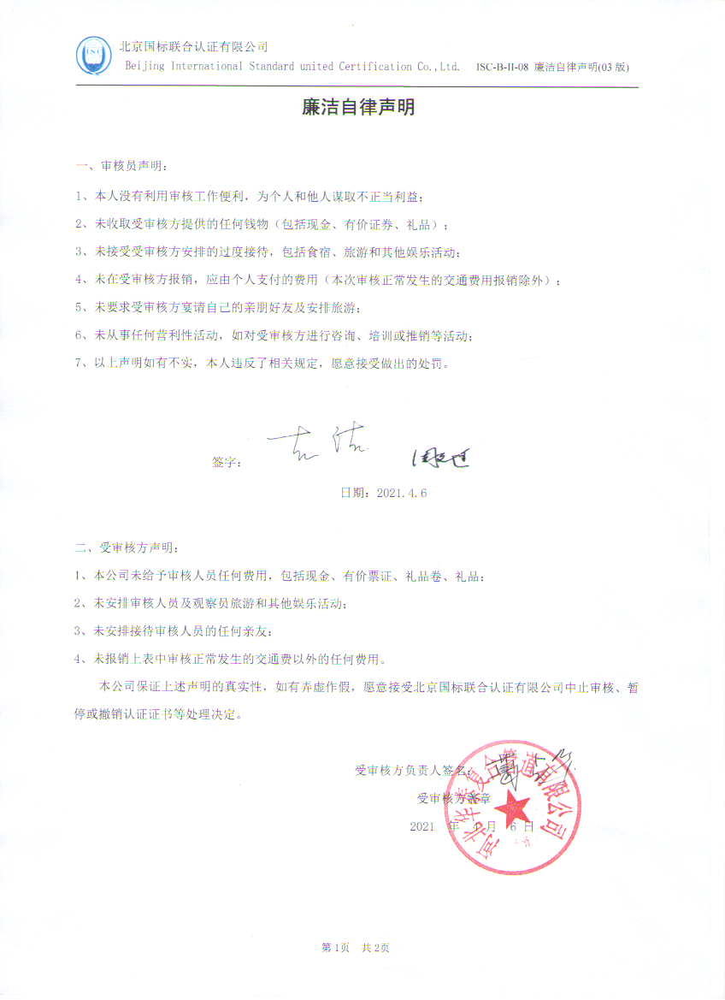 ISC
北京国标联合认证有限公司
Beijing International Standard united Certification Co.,Ltd. ISC-B-II-08 廉洁自律声明(03版)
廉洁自律声明
一、审核员声明：
1、本人没有利用审核工作便利，为个人和他人谋取不正当利益；
2、未收取受审核方提供的任何钱物（包括现金、有价证券、礼品）；
3、未接受受审核方安排的过度接待，包括食宿、旅游和其他娱乐活动；
4、未在受审核方报销，应由个人支付的费用（本次审核正常发生的交通费用报销除外）；
5、未要求受审核方宴请自己的亲朋好友及安排旅游；
6、未从事任何营利性活动，如对受审核方进行咨询、培训或推销等活动；
7、以上声明如有不实，本人违反了相关规定，愿意接受做出的处罚。
签字：
日期：2021.4.6
二、受审核方声明：
1、本公司未给予审核人员任何费用，包括现金、有价票证、礼品卷、礼品；
2、未安排审核人员及观察员旅游和其他娱乐活动；
3、未安排接待审核人员的任何亲友；
4、未报销上表中审核正常发生的交通费以外的任何费用。
本公司保证上述声明的真实性，如有弄虚作假，愿意接受北京国标联合认证有限公司中止审核、暂
停或撤销认证证书等处理决定。
受审核方负责人签名：
受审核方盖章
2021 年 4 月 6 日
河北华泰复合管道有限公司
第1页 共2页